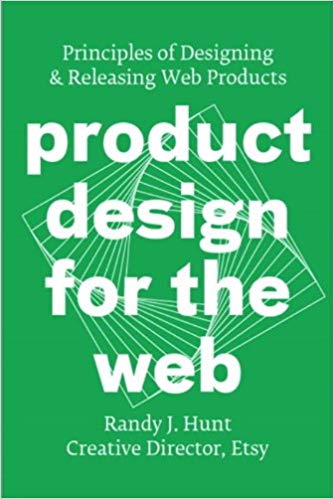 Principles of Designing
& Releasing Web Products
product
design
for the
web
Randy J. Hunt
Creative Director, Etsy